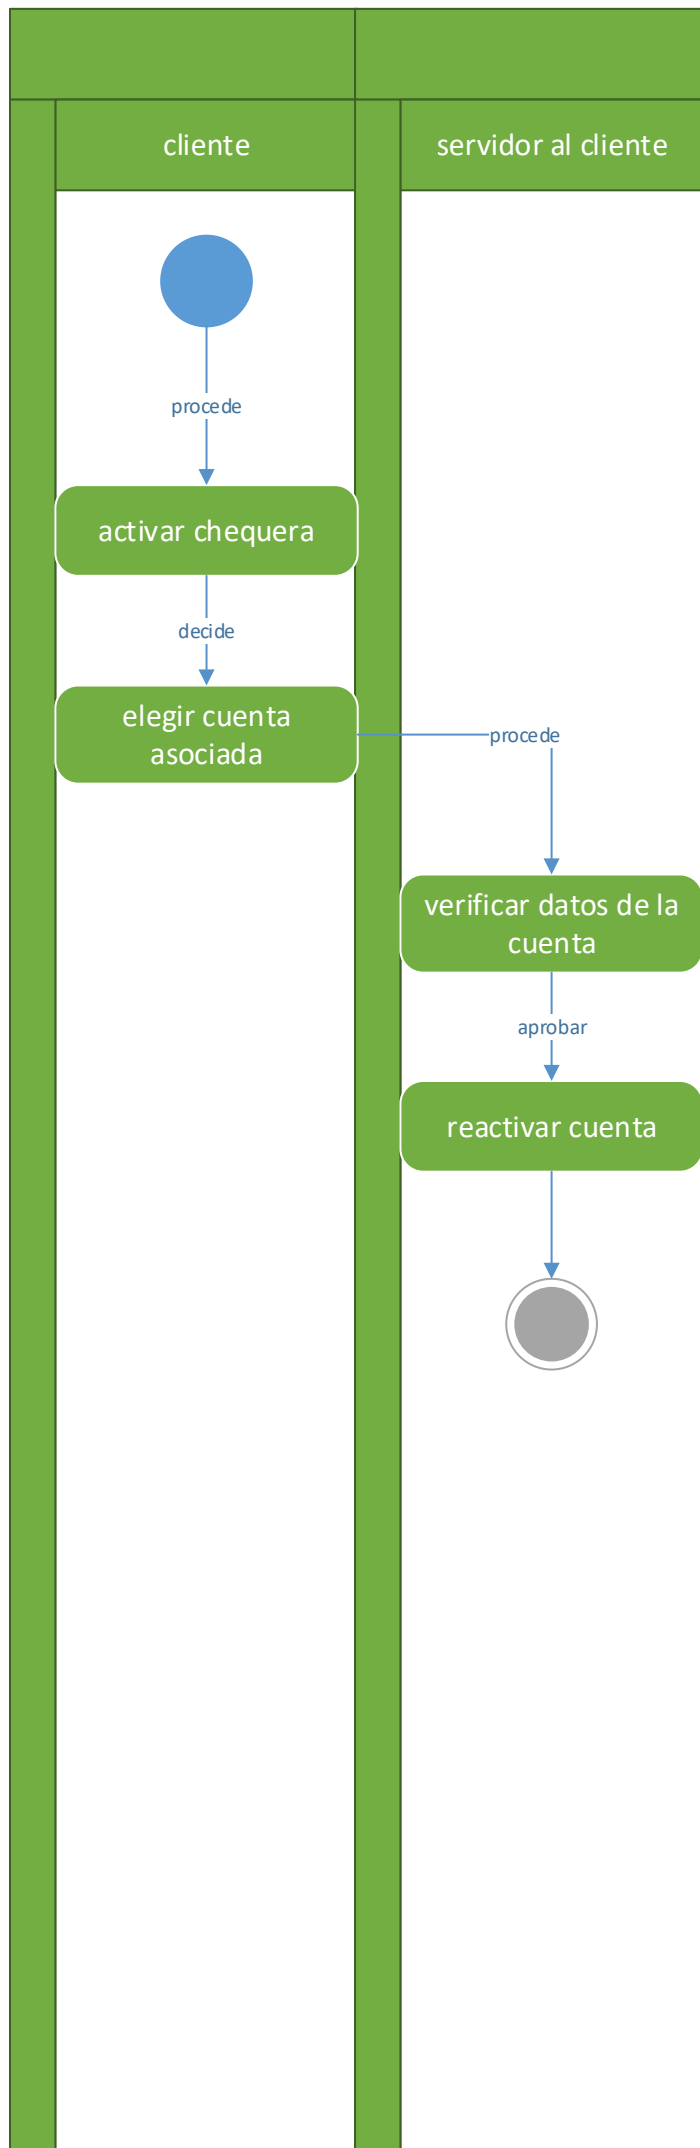 cliente
servidor al cliente
procede
activar chequera
decide
elegir cuenta
asociada
procede
verificar datos de la
cuenta
aprobar
reactivar cuenta